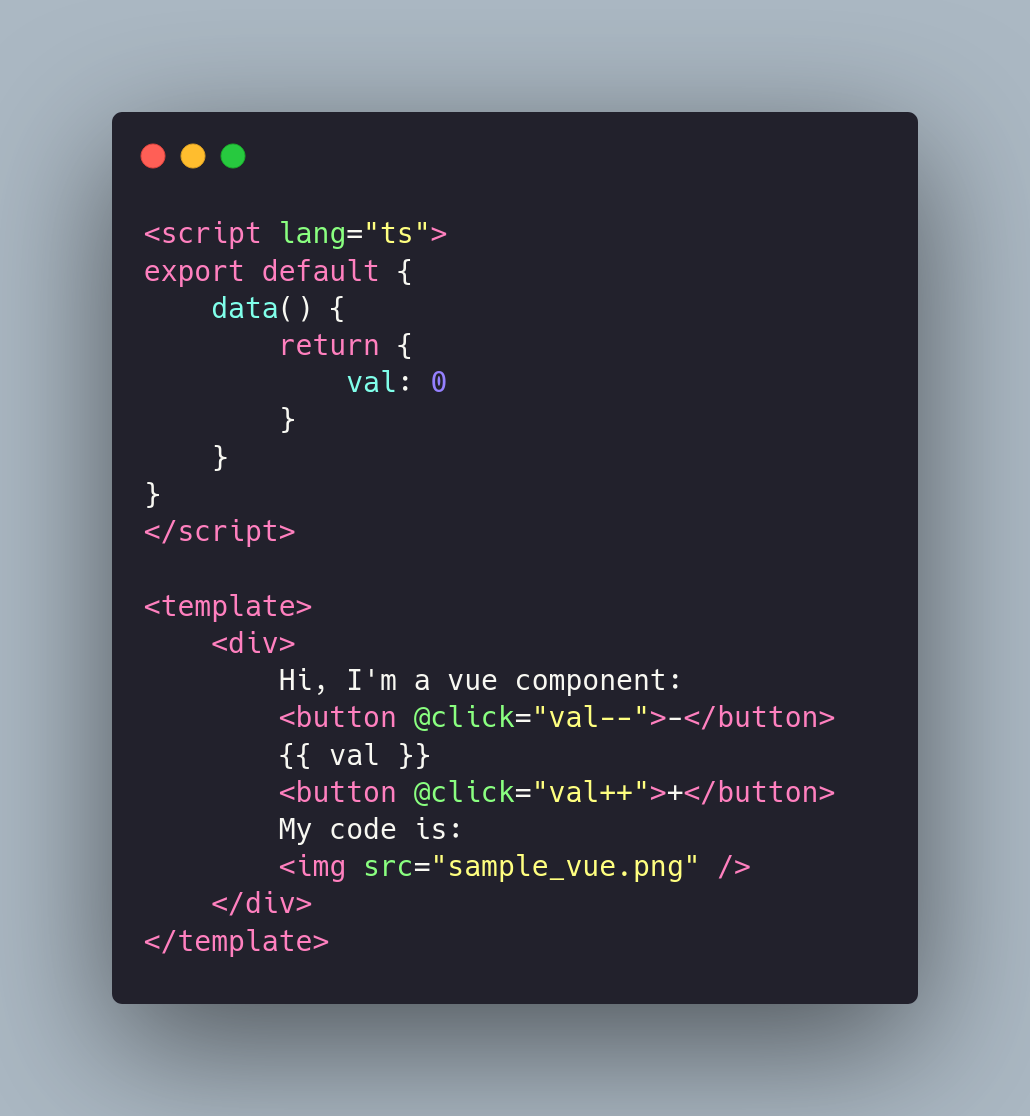 <script lang="ts">
export default {
    data() {
        return {
            val: 0
        }
    }
}
</script>

<template>
    <div>
        Hi, I'm a vue component:
        <button @click="val--">-</button>
        {{ val }}
        <button @click="val++">+</button>
        My code is:
        <img src="sample_vue.png" />
    </div>
</template>